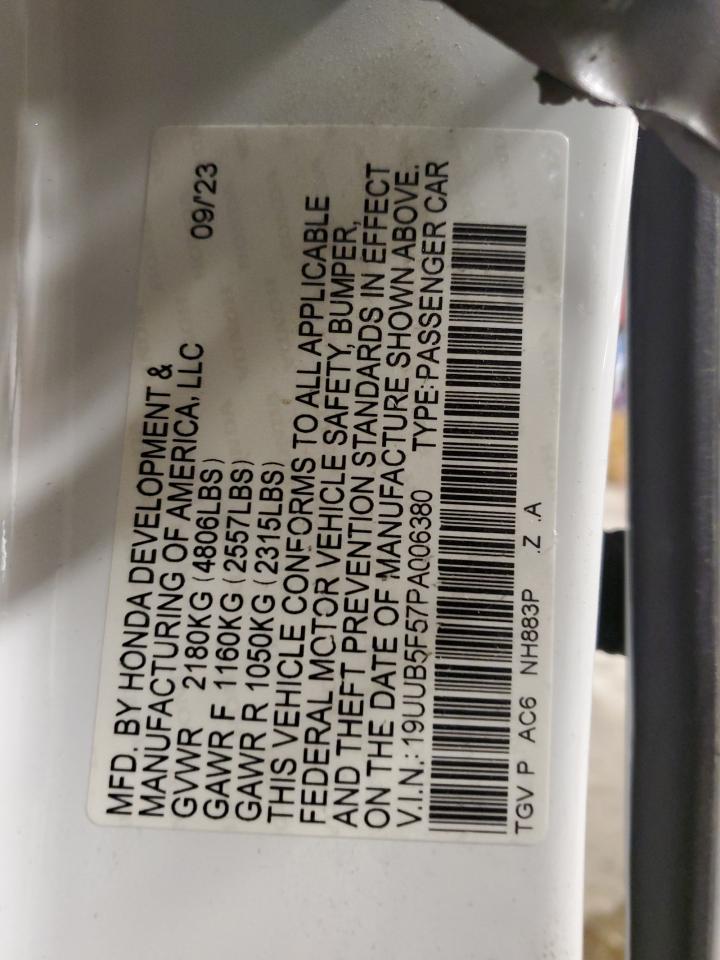 MFD. BY HONDA DEVELOPMENT &
MANUFACTURING OF AMERICA, LLC 09/'23
GVWR 2180KG (4806LBS)
GAWR F 1160KG (2557LBS)
GAWR R 1050KG (2315LBS)
THIS VEHICLE CONFORMS TO ALL APPLICABLE
FEDERAL MOTOR VEHICLE SAFETY, BUMPER,
AND THEFT PREVENTION STANDARDS IN EFFECT
ON THE DATE OF MANUFACTURE SHOWN ABOVE.
V.I.N.: 19UUB5F57PA006380 TYPE: PASSENGER CAR
TGV P AC6 NH883P .Z .A